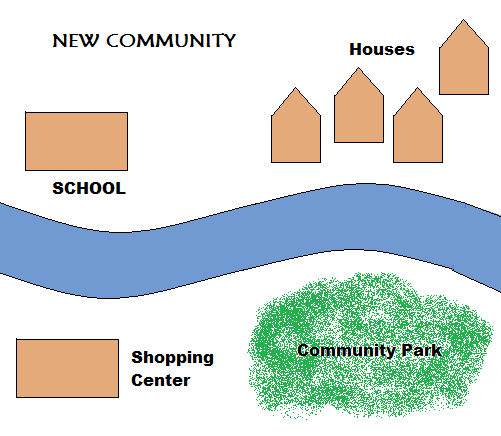 NEW COMMUNITY
Houses
SCHOOL
Community Park
Shopping
Center